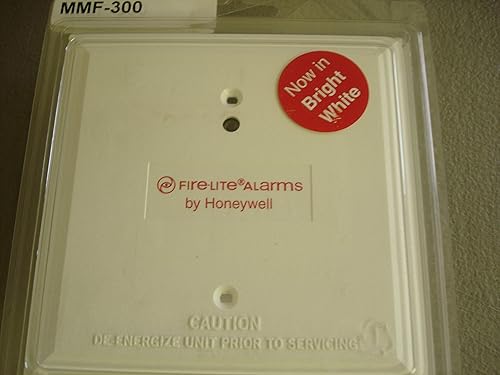 MMF-300
Now in
Bright
White
FIRE·LITE® ALARMS
by Honeywell
CAUTION
DE-ENERGIZE UNIT PRIOR TO SERVICING